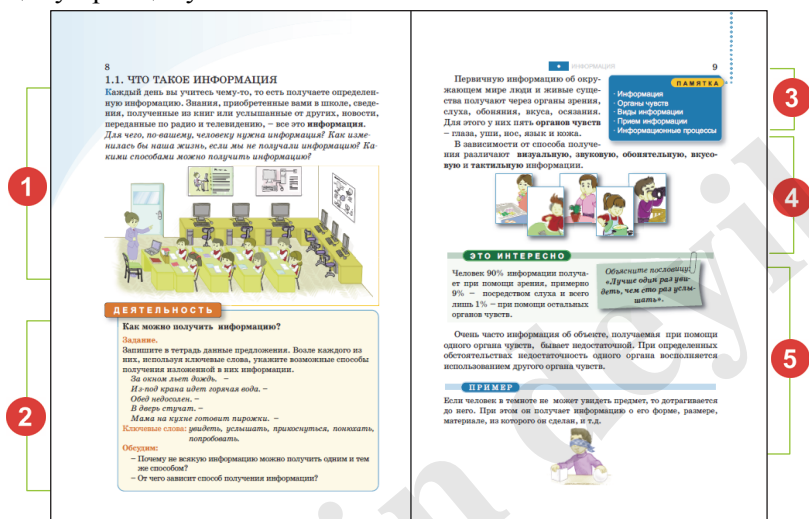 8
1.1. ЧТО ТАКОЕ ИНФОРМАЦИЯ
Каждый день вы учитесь чему-то, то есть получаете определен-
ную информацию. Знания, приобретенные вами в школе, сведе-
ния, полученные из книг или услышанные от других, новости,
переданные по радио и телевидению, – все это информация.
Для чего, по-вашему, человеку нужна информация? Как изме-
нилась бы наша жизнь, если мы не получали информацию? Ка-
кими способами можно получить информацию?
1
ДЕЯТЕЛЬНОСТЬ
Как можно получить информацию?
Задание.
Запишите в тетрадь данные предложения. Возле каждого из
них, используя ключевые слова, укажите возможные способы
получения изложенной в них информации.
За окном льет дождь. –
Из-под крана идет горячая вода. –
Обед недосолен. –
В дверь стучат. –
Мама на кухне готовит пирожки. –
Ключевые слова: увидеть, услышать, прикоснуться, понюхать,
попробовать.
Обсудим:
– Почему не всякую информацию можно получить одним и тем
же способом?
– От чего зависит способ получения информации?
2
ИНФОРМАЦИЯ
9
Первичную информацию об окру-
жающем мире люди и живые суще-
ства получают через органы зрения,
слуха, обоняния, вкуса, осязания.
Для этого у них пять органов чувств
– глаза, уши, нос, язык и кожа.
В зависимости от способа получе-
ния различают визуальную, звуковую, обонятельную, вкусо-
вую и тактильную информации.
ПАМЯТКА
· Информация
· Органы чувств
· Виды информации
· Прием информации
· Информационные процессы
3
4
ЭТО ИНТЕРЕСНО
Человек 90% информации получа-
ет при помощи зрения, примерно
9% – посредством слуха и всего
лишь 1% – при помощи остальных
органов чувств.
Объясните пословицу:
«Лучше один раз уви-
деть, чем сто раз услы-
шать».
Очень часто информация об объекте, получаемая при помощи
одного органа чувств, бывает недостаточной. При определенных
обстоятельствах недостаточность одного органа восполняется
использованием другого органа чувств.
5
ПРИМЕР
Если человек в темноте не может увидеть предмет, то дотрагивается
до него. При этом он получает информацию о его форме, размере,
материале, из которого он сделан, и т.д.